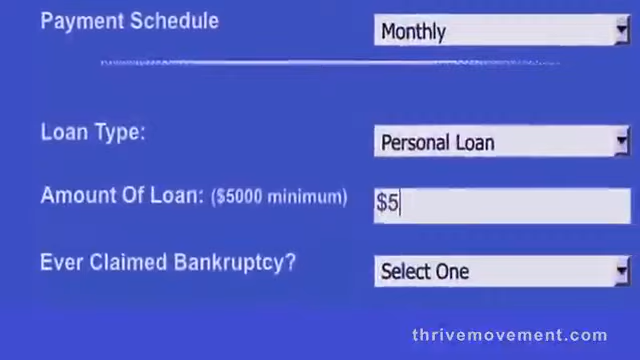 Payment Schedule Monthly
Loan Type: Personal Loan
Amount Of Loan: ($5000 minimum) $5
Ever Claimed Bankruptcy? Select One
thrivemovement.com